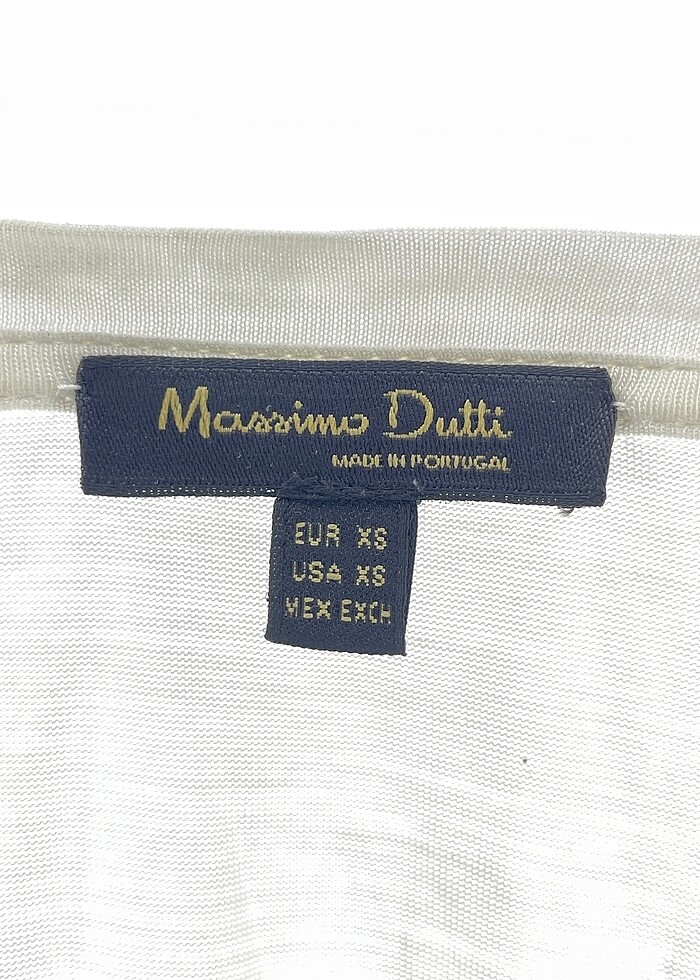 Massimo Dutti
MADE IN PORTUGAL
EUR XS
USA XS
MEX EXCH